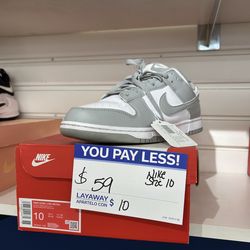 YOU PAY LESS!
$59
NIKE
SIZE 10
LAYAWAY
APARTELO CON $ 10
NIKE
10